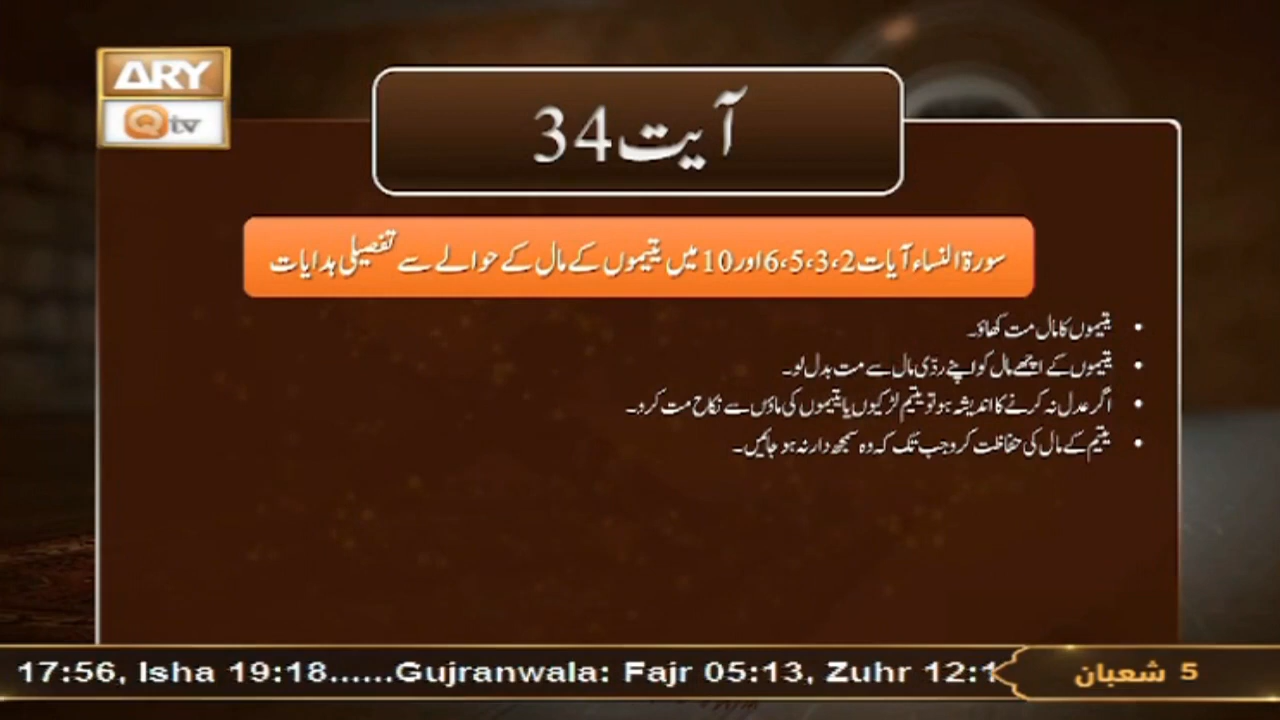 ARY
Qtv
آیت 34
سورۃ النساء آیات 2، 3، 5، 6 اور 10 میں یتیموں کے مال کے حوالے سے تفصیلی ہدایات
• یتیموں کا مال مت کھاؤ۔
• یتیموں کے اچھے مال کو اپنے ردّی مال سے مت بدل لو۔
• اگر عدل نہ کرنے کا اندیشہ ہو تو یتیم لڑکیوں یا یتیموں کی ماؤں سے نکاح مت کرو۔
• یتیم کے مال کی حفاظت کرو جب تک کہ وہ سمجھ دار نہ ہو جائیں۔
17:56, Isha 19:18......Gujranwala: Fajr 05:13, Zuhr 12:1
5 شعبان